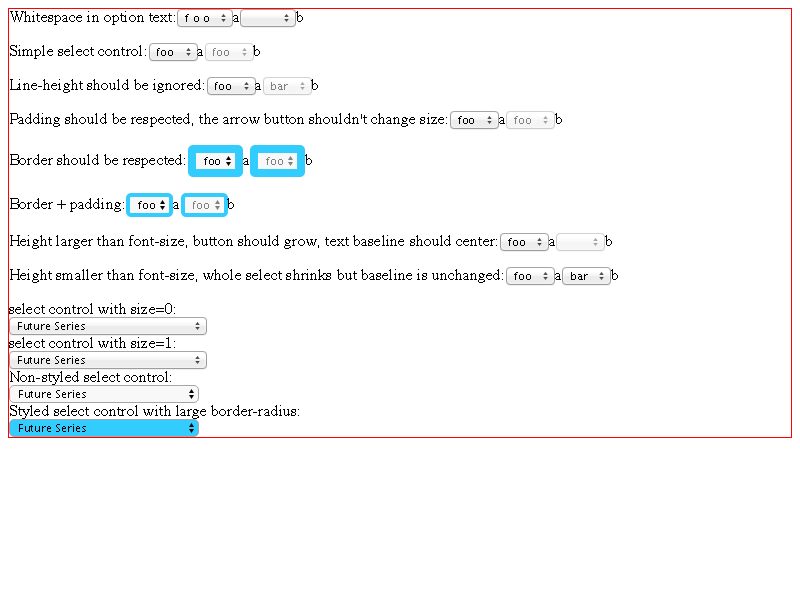 Whitespace in option text: f o o a b
Simple select control: foo a foo b
Line-height should be ignored: foo a bar b
Padding should be respected, the arrow button shouldn't change size: foo a foo b
Border should be respected: foo a foo b
Border + padding: foo a foo b
Height larger than font-size, button should grow, text baseline should center: foo a b
Height smaller than font-size, whole select shrinks but baseline is unchanged: foo a bar b
select control with size=0:
Future Series
select control with size=1:
Future Series
Non-styled select control:
Future Series
Styled select control with large border-radius:
Future Series